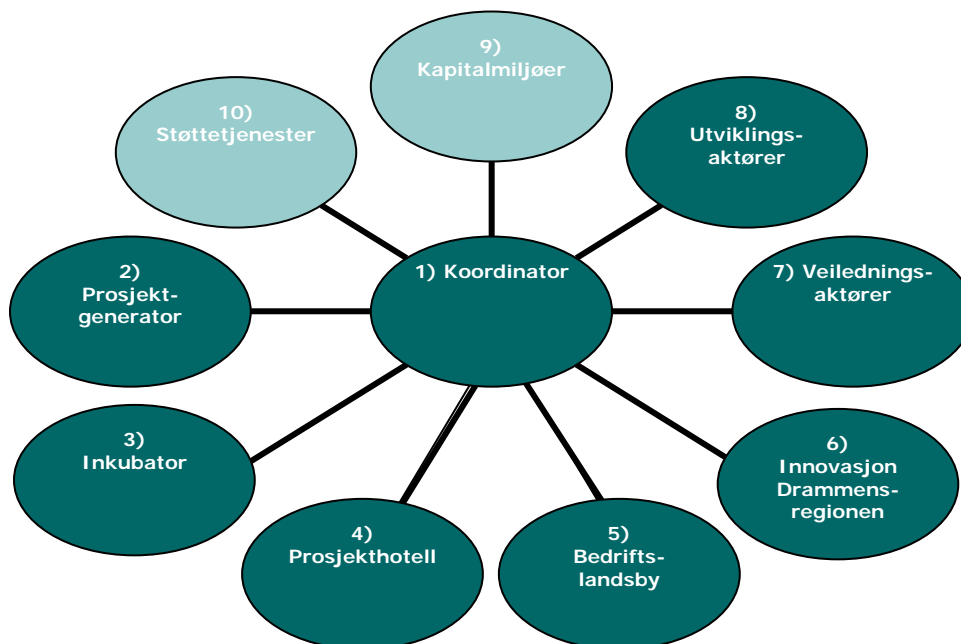 9)
Kapitalmiljøer
10)
Støttetjenester
8)
Utviklings-
aktører
2)
Prosjekt-
generator
1) Koordinator
7) Veilednings-
aktører
3)
Inkubator
6)
Innovasjon
Drammens-
regionen
4)
Prosjekthotell
5)
Bedrifts-
landsby